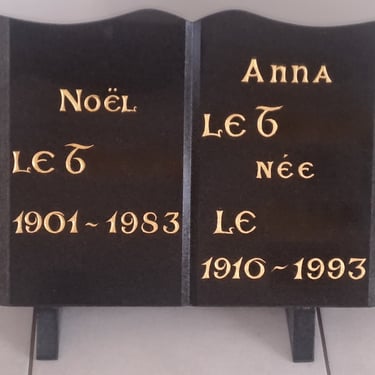 Noël
LE T
1901 ~ 1983
Anna
LE T
NÉE
LE
1910 ~ 1993